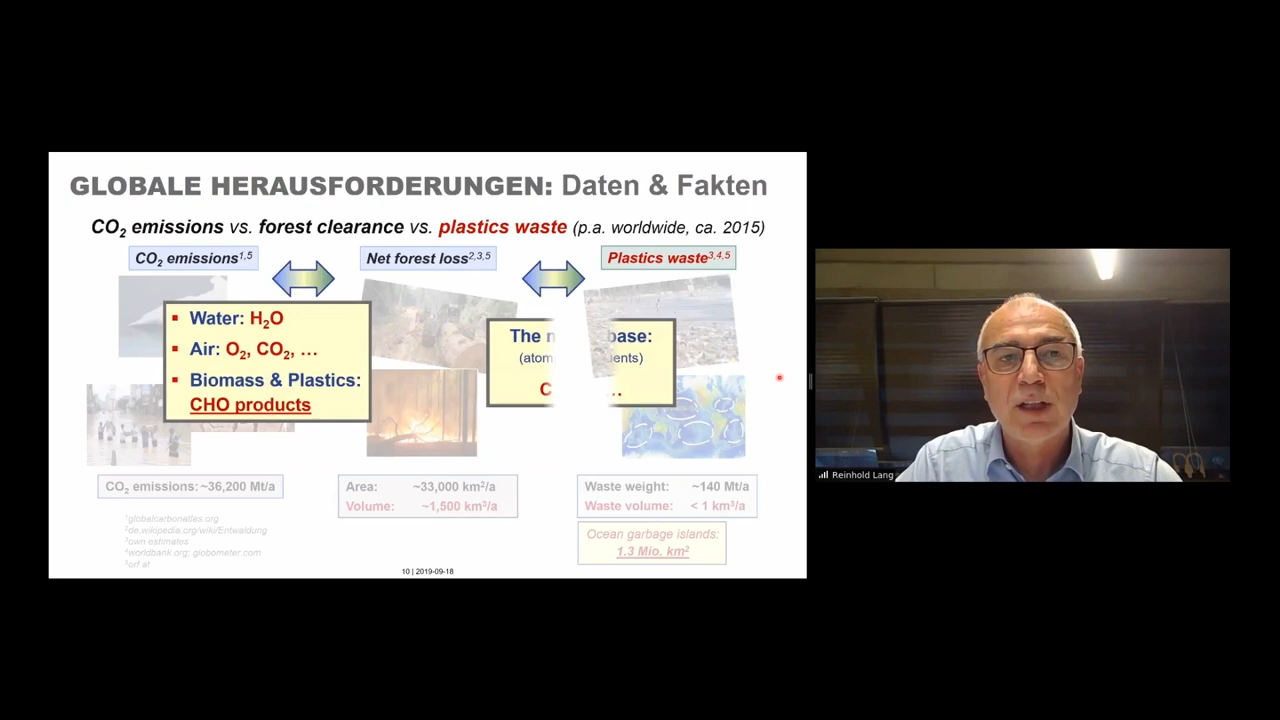 GLOBALE HERAUSFORDERUNGEN: Daten & Fakten
CO2 emissions vs. forest clearance vs. plastics waste (p.a. worldwide, ca. 2015)
CO2 emissions1,5
Net forest loss2,3,5
Plastics waste3,4,5
▪ Water: H2O
▪ Air: O2, CO2, …
▪ Biomass & Plastics:
CHO products
The base:
CO2 emissions: ~36,200 Mt/a
Area: ~33,000 km2/a
Volume: ~1,500 km3/a
Waste weight: ~140 Mt/a
Waste volume: < 1 km3/a
Ocean garbage islands:
1.3 Mio. km2
1globalcarbonatlas.org
2de.wikipedia.org/wiki/Entwaldung
3own estimates
4worldbank.org; globometer.com
5orf.at
10 | 2019-09-18
Reinhold Lang